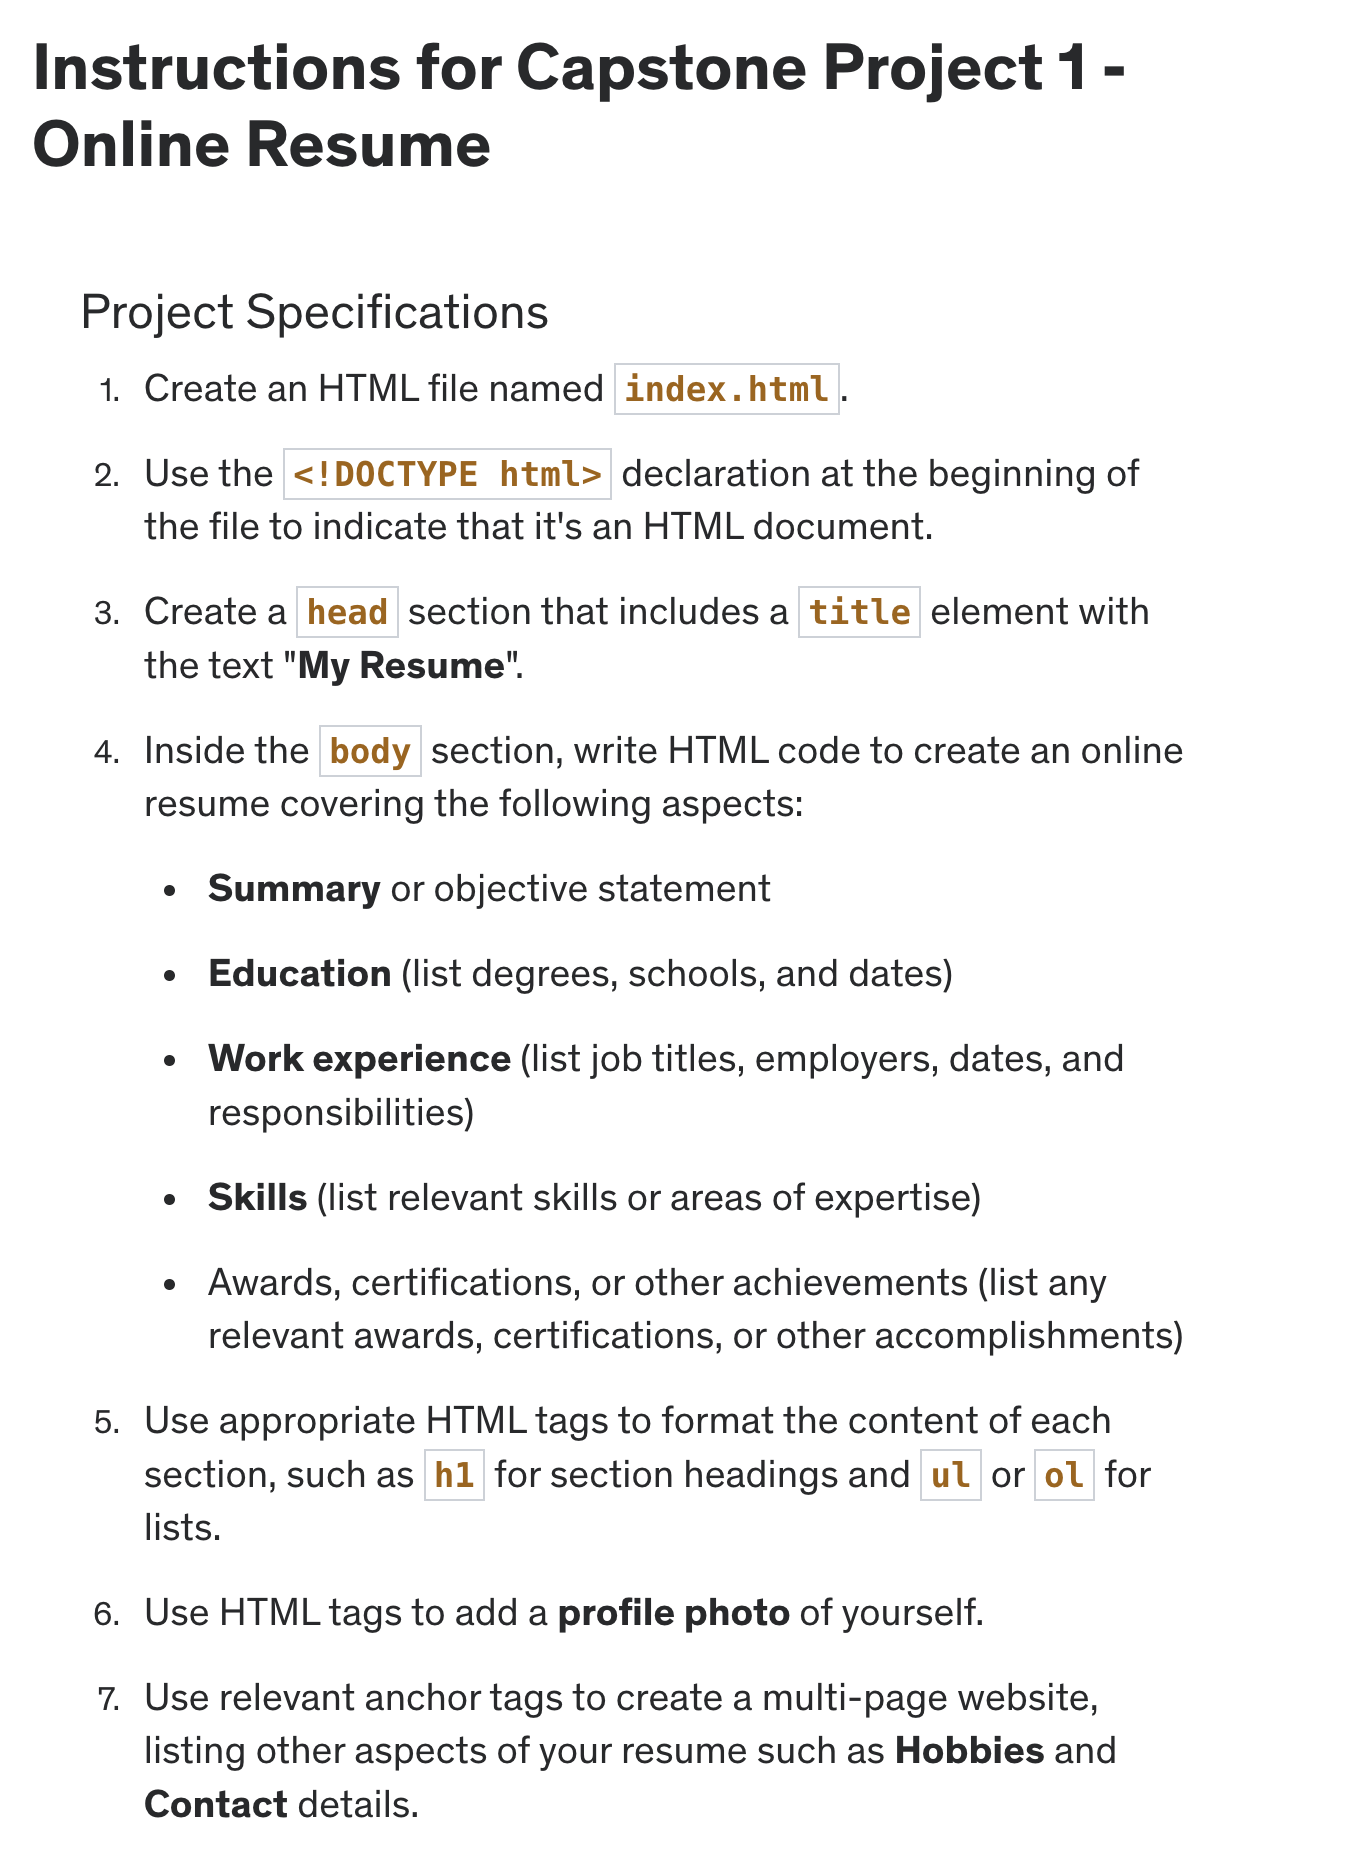 Instructions for Capstone Project 1 -
Online Resume
Project Specifications
1. Create an HTML file named index.html.
2. Use the <!DOCTYPE html> declaration at the beginning of
the file to indicate that it's an HTML document.
3. Create a head section that includes a title element with
the text "My Resume".
4. Inside the body section, write HTML code to create an online
resume covering the following aspects:
• Summary or objective statement
• Education (list degrees, schools, and dates)
• Work experience (list job titles, employers, dates, and
responsibilities)
• Skills (list relevant skills or areas of expertise)
• Awards, certifications, or other achievements (list any
relevant awards, certifications, or other accomplishments)
5. Use appropriate HTML tags to format the content of each
section, such as h1 for section headings and ul or ol for
lists.
6. Use HTML tags to add a profile photo of yourself.
7. Use relevant anchor tags to create a multi-page website,
listing other aspects of your resume such as Hobbies and
Contact details.